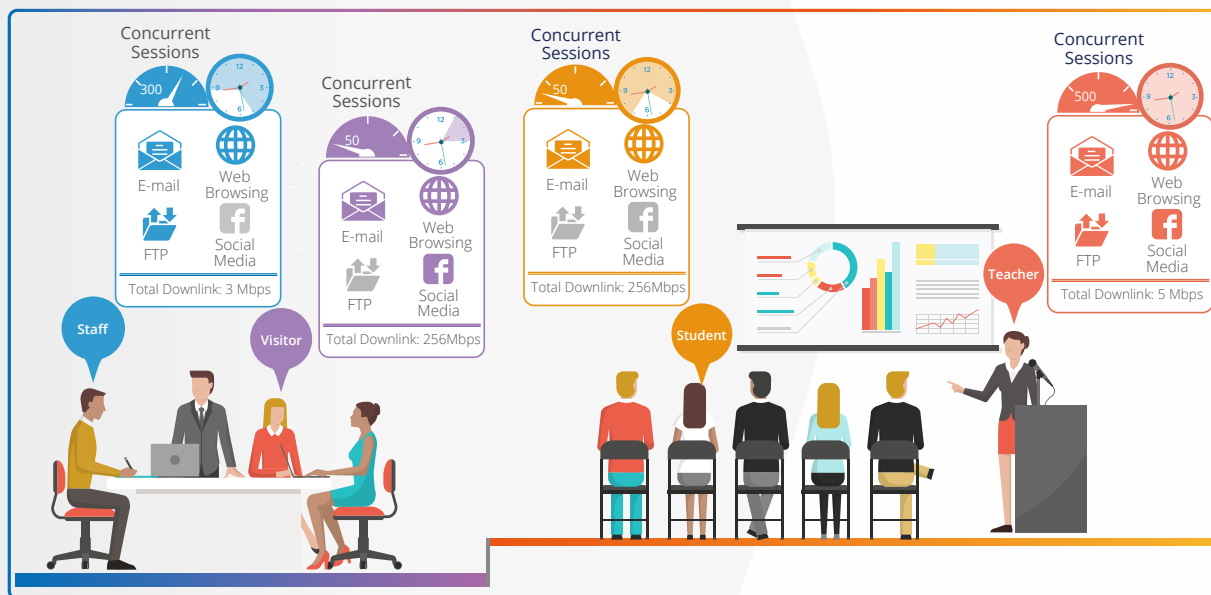 Concurrent
Sessions
300
12
3
6
9
E-mail
Web
Browsing
FTP
Social
Media
Total Downlink: 3 Mbps
Staff
Concurrent
Sessions
50
12
3
6
9
E-mail
Web
Browsing
FTP
Social
Media
Total Downlink: 256Mbps
Visitor
Concurrent
Sessions
50
12
3
6
9
E-mail
Web
Browsing
FTP
Social
Media
Total Downlink: 256Mbps
Student
Concurrent
Sessions
500
12
3
6
9
E-mail
Web
Browsing
FTP
Social
Media
Total Downlink: 5 Mbps
Teacher